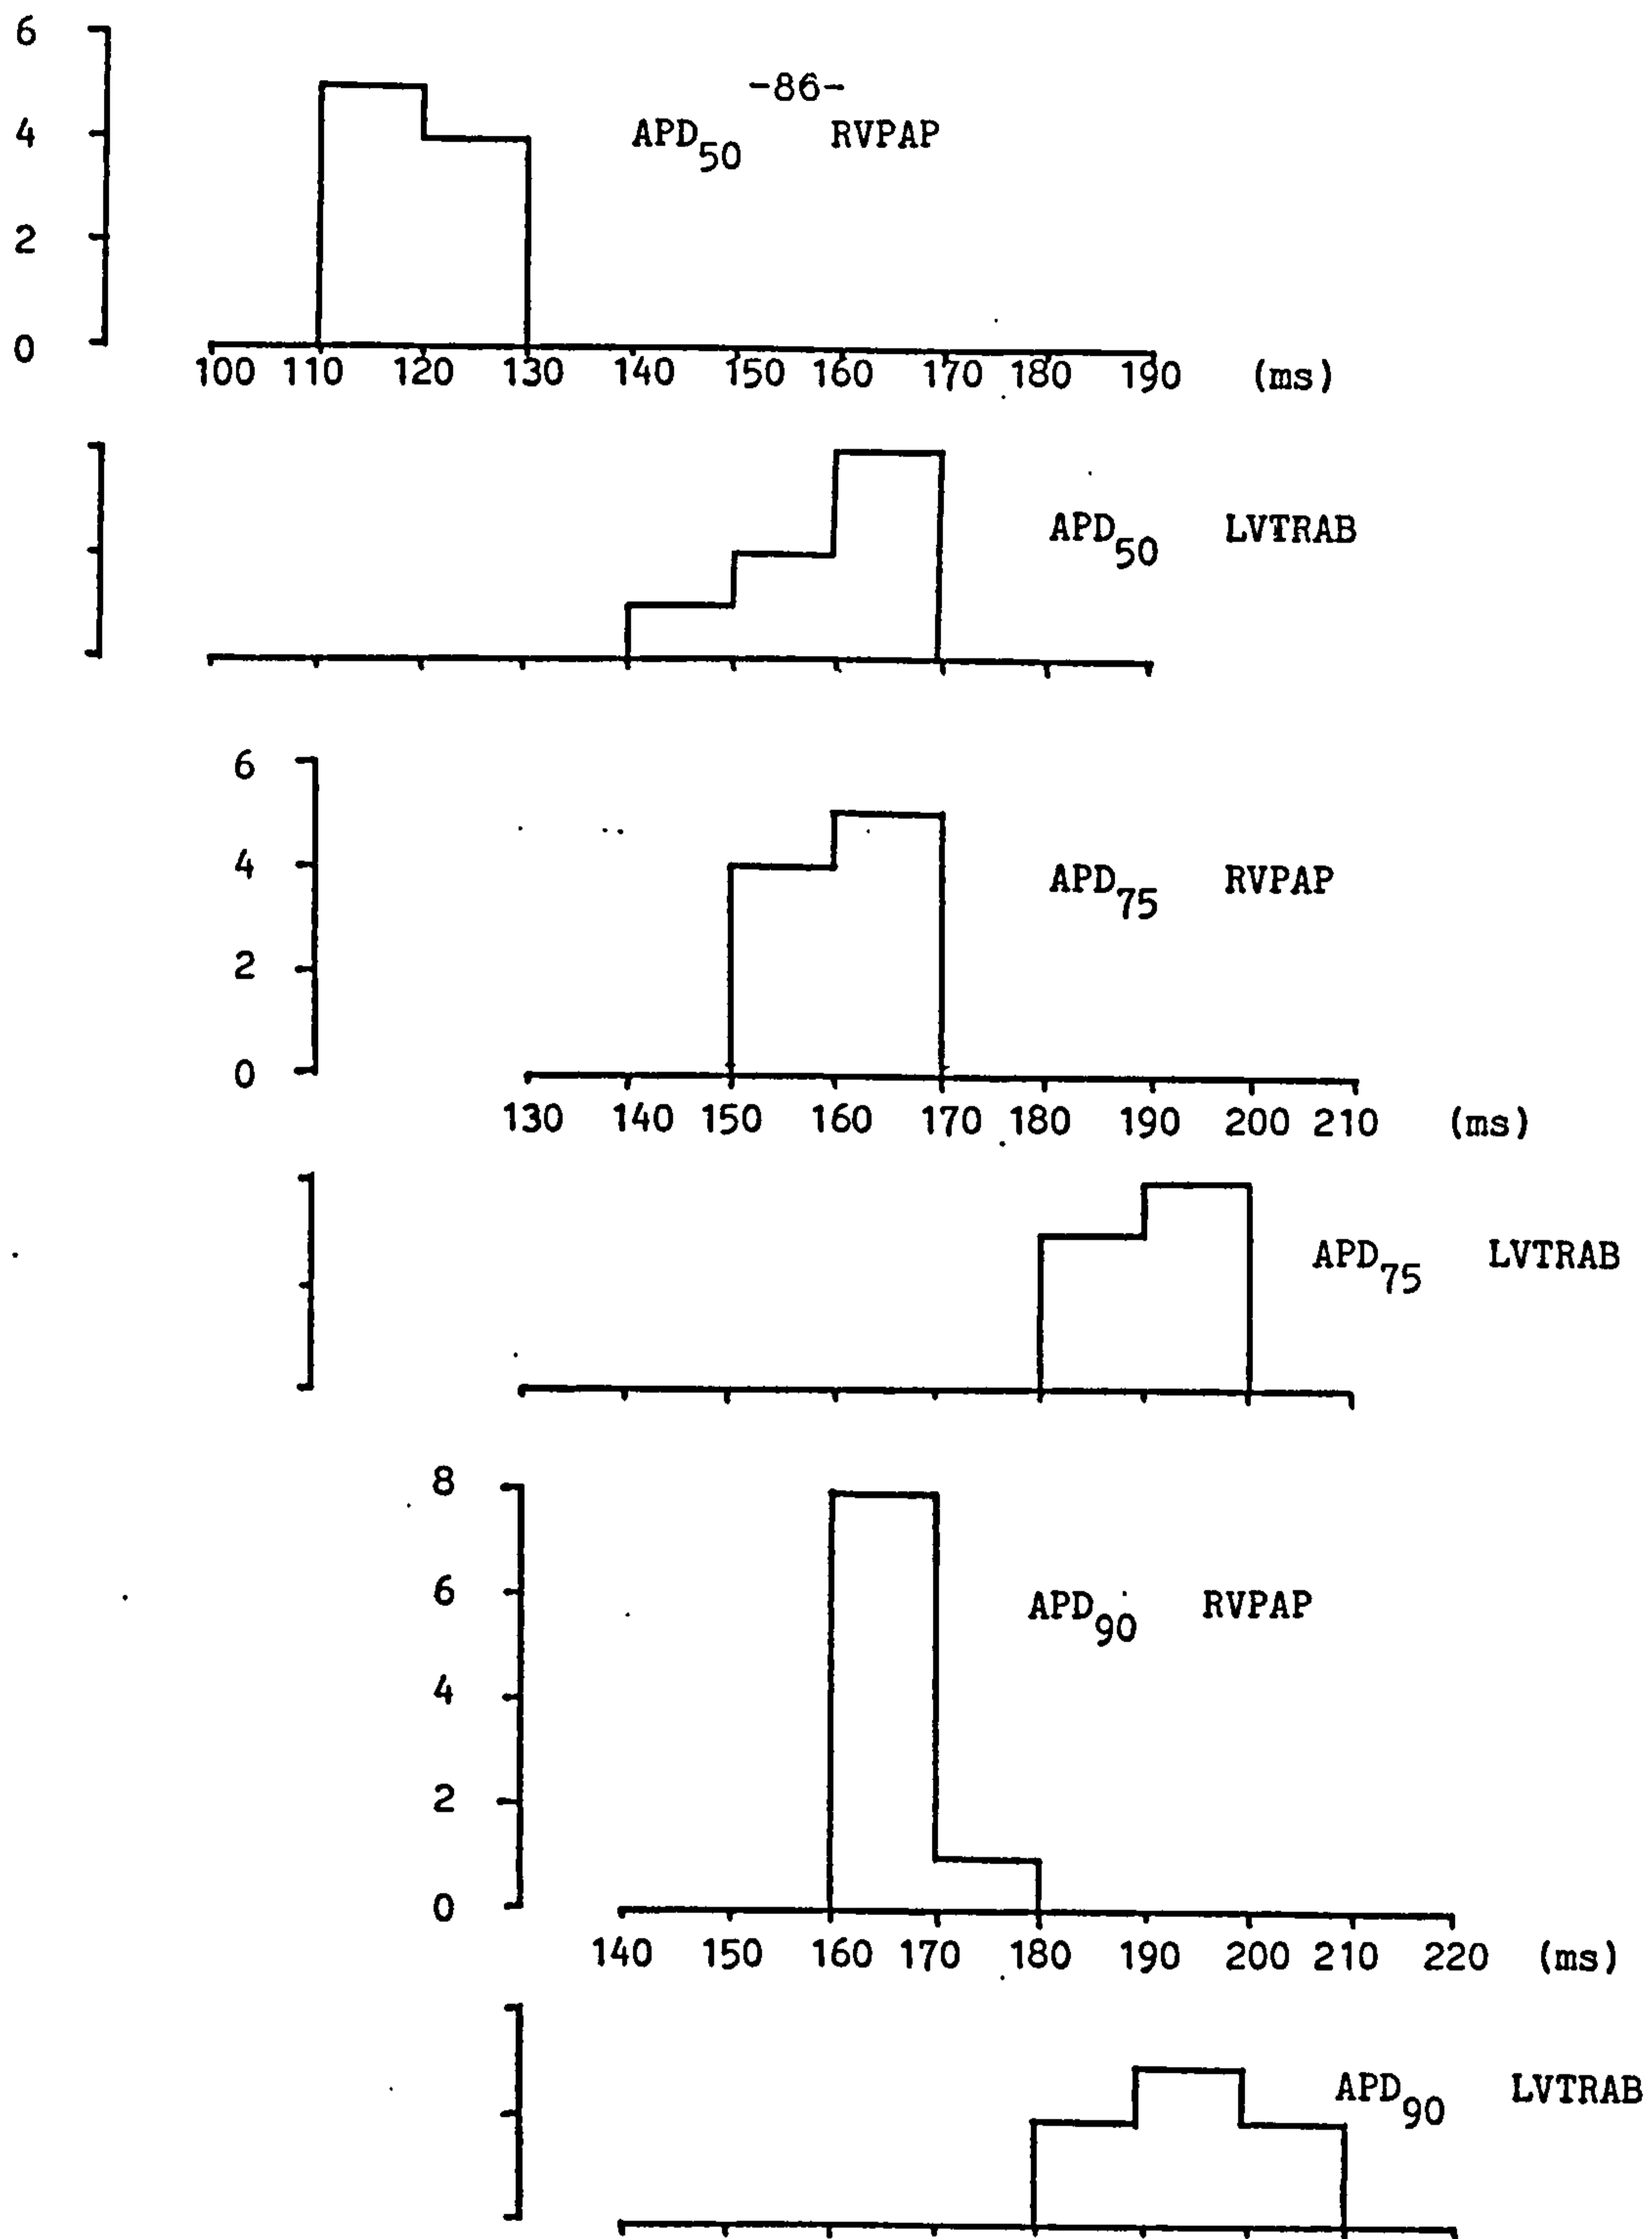 6
-86-
4
APD50 RVPAP
2
0
100 110 120 130 140 150 160 170 180 190 (ms)
APD50 LVTRAB
6
4
APD75 RVPAP
2
0
130 140 150 160 170 180 190 200 210 (ms)
APD75 LVTRAB
8
6
APD90 RVPAP
4
2
0
140 150 160 170 180 190 200 210 220 (ms)
APD90 LVTRAB